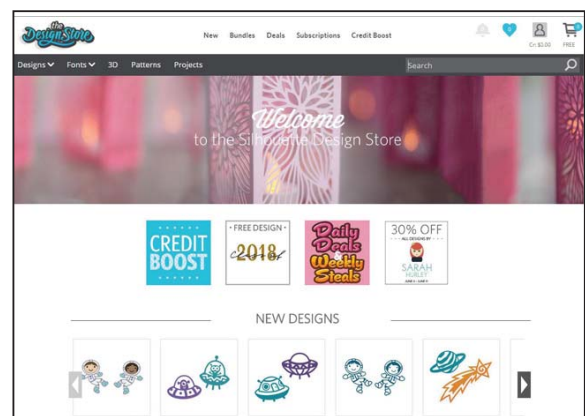 the
Design Store
New Bundles Deals Subscriptions Credit Boost
0
Cr: $0.00 FREE
Designs Fonts 3D Patterns Projects
Search
Welcome
to the Silhouette Design Store
CREDIT
BOOST
• FREE DESIGN •
2018
Daily
Deals
&
Weekly
Steals
30% OFF
ALL DESIGNS BY
SARAH
HURLEY
NEW DESIGNS